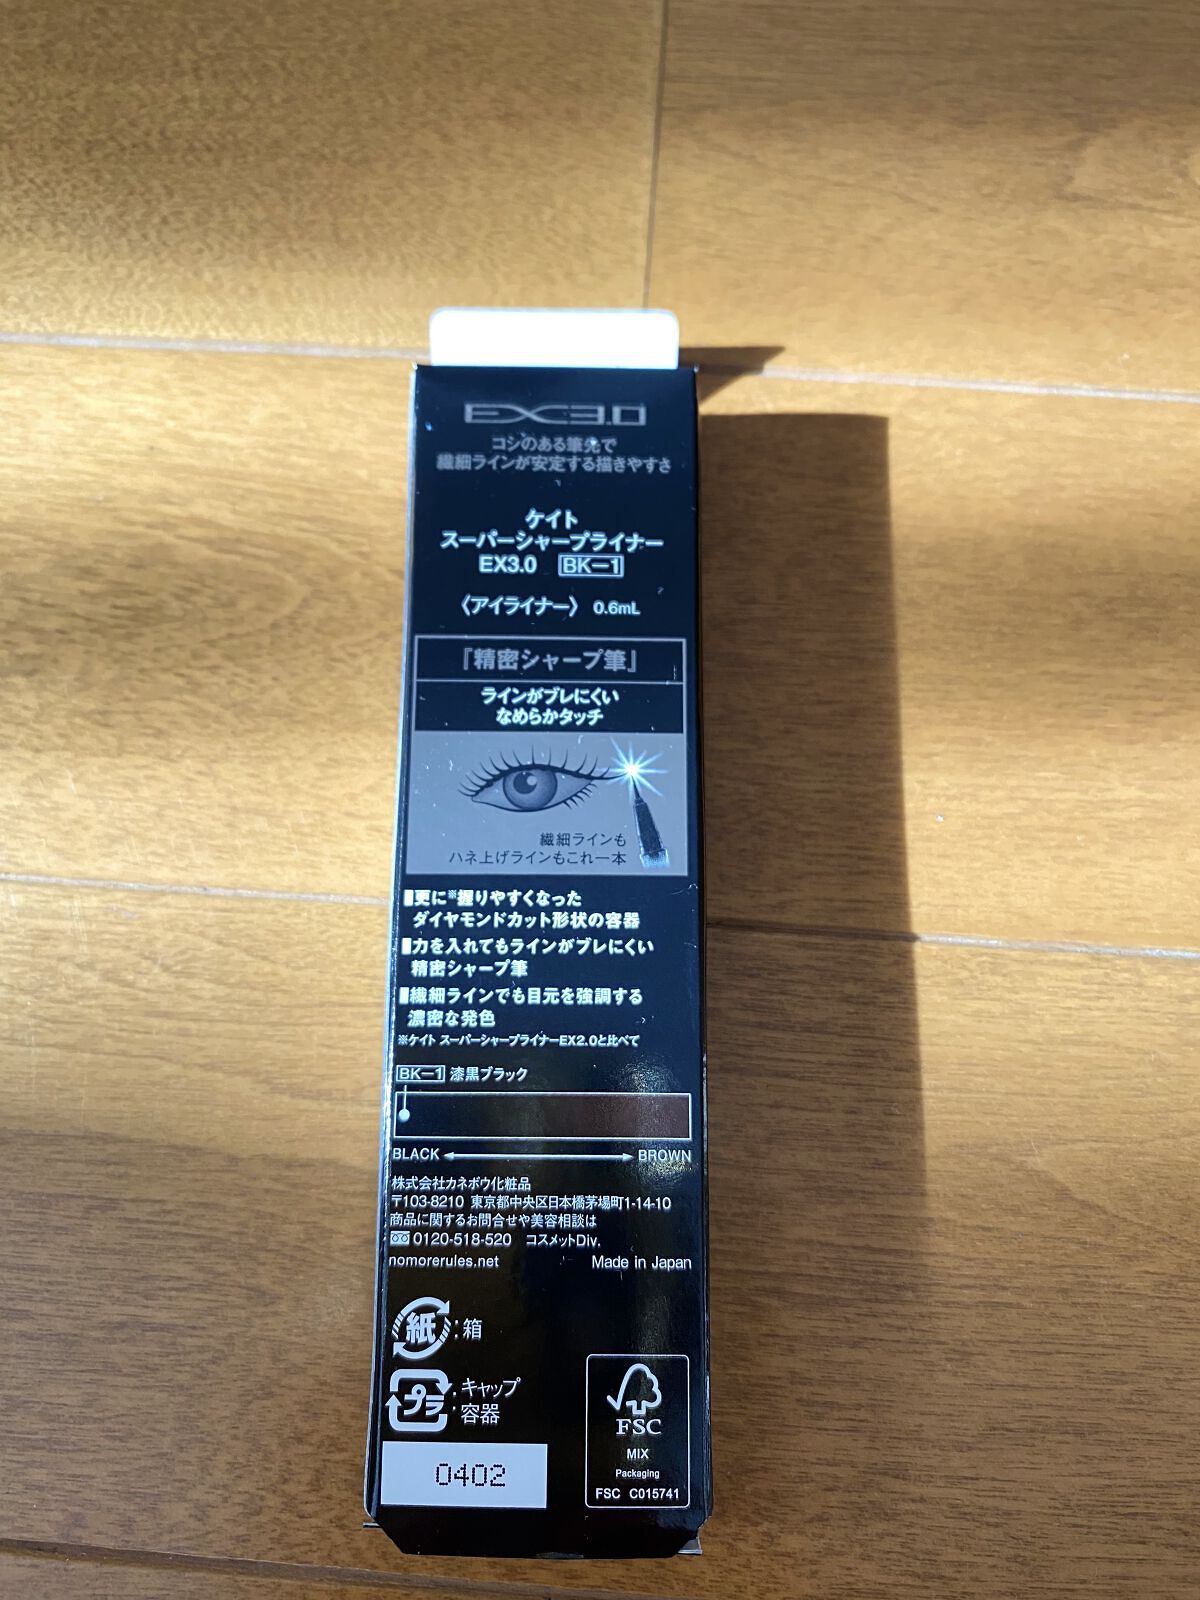 EX3.0
コシのある筆先で
繊細ラインが安定する描きやすさ
ケイト
スーパーシャープライナー
EX3.0 BK-1
〈アイライナー〉 0.6mL
『精密シャープ筆』
ラインがブレにくい
なめらかタッチ
繊細ラインも
ハネ上げラインもこれ一本
更に※握りやすくなった
ダイヤモンドカット形状の容器
力を入れてもラインがブレにくい
精密シャープ筆
繊細ラインでも目元を強調する
濃密な発色
※ケイト スーパーシャープライナーEX2.0と比べて
BK-1 漆黒ブラック
BLACK BROWN
株式会社カネボウ化粧品
〒103-8210 東京都中央区日本橋茅場町1-14-10
商品に関するお問合せや美容相談は
0120-518-520 コスメットDiv.
nomorerules.net Made in Japan
紙:箱
プラ:キャップ
容器
FSC
MIX
Packaging
FSC C015741
0402